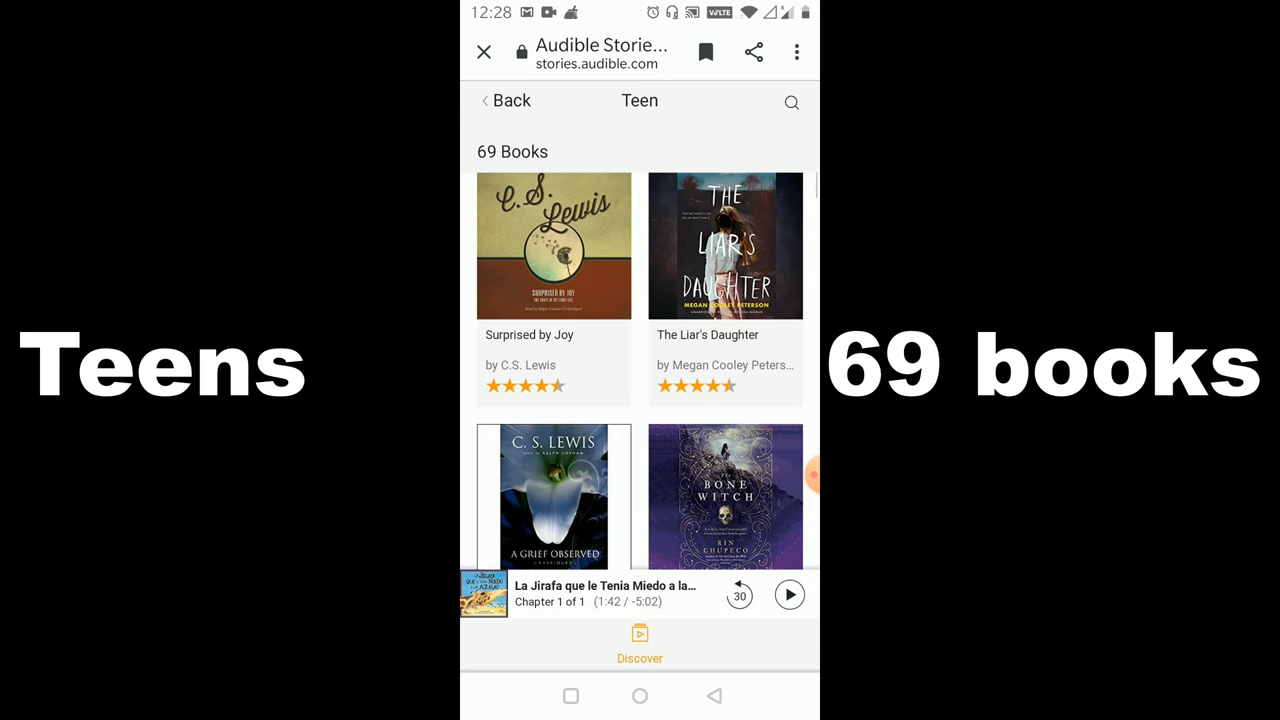 12:28
VoLTE
Audible Storie...
stories.audible.com
Back
Teen
69 Books
C. S. Lewis
SURPRISED BY JOY
THE LIAR'S DAUGHTER
MEGAN COOLEY PETERSON
Surprised by Joy
The Liar's Daughter
by C.S. Lewis
by Megan Cooley Peters...
Teens
69 books
C. S. LEWIS
A GRIEF OBSERVED
UNABRIDGED
The
BONE
WITCH
RIN
CHUPECO
La Jirafa que le Tenia Miedo a la...
Chapter 1 of 1 (1:42 / -5:02)
30
Discover